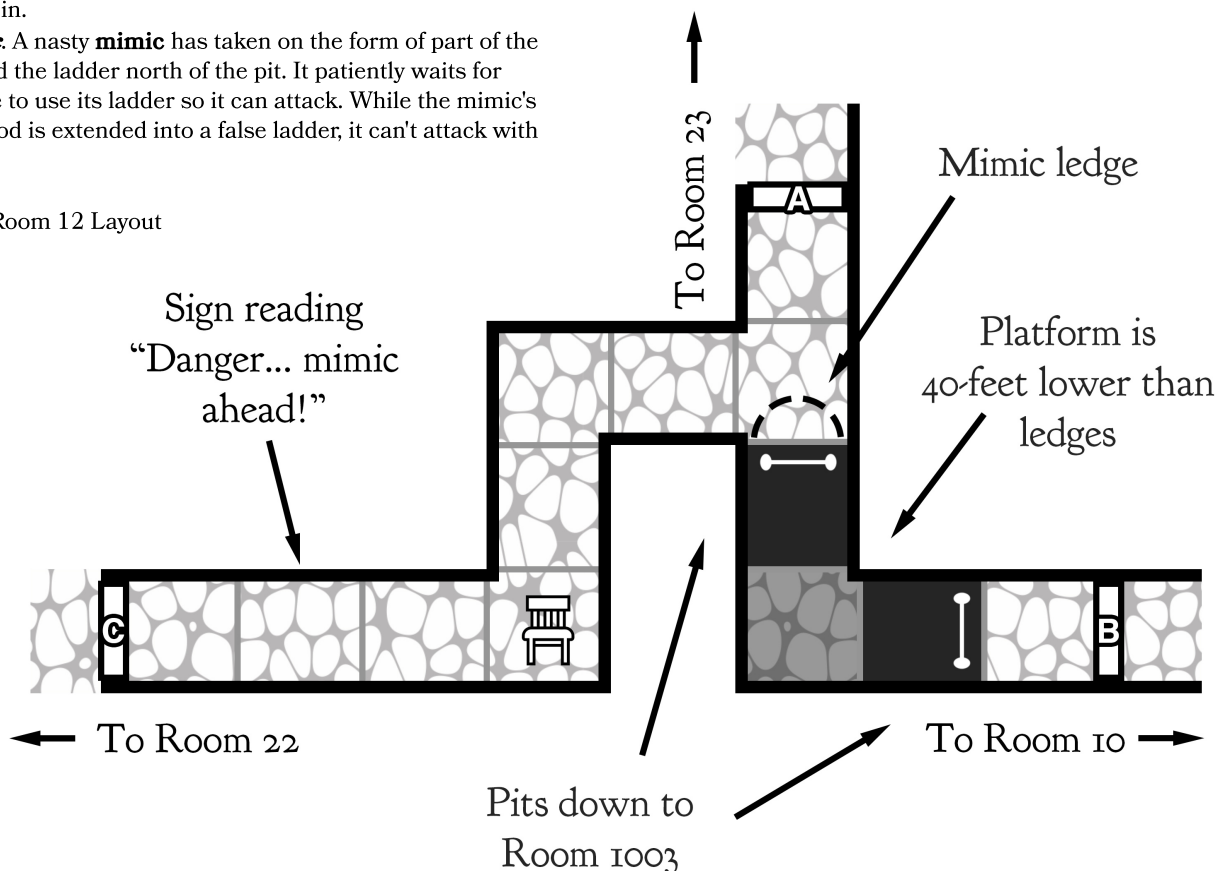 in.
A nasty mimic has taken on the form of part of the
the ladder north of the pit. It patiently waits for
to use its ladder so it can attack. While the mimic's
is extended into a false ladder, it can't attack with
Room 12 Layout
To Room 23
A
Mimic ledge
Sign reading
“Danger... mimic
ahead!”
Platform is
40-feet lower than
ledges
C
B
To Room 22
To Room 10
Pits down to
Room 1003